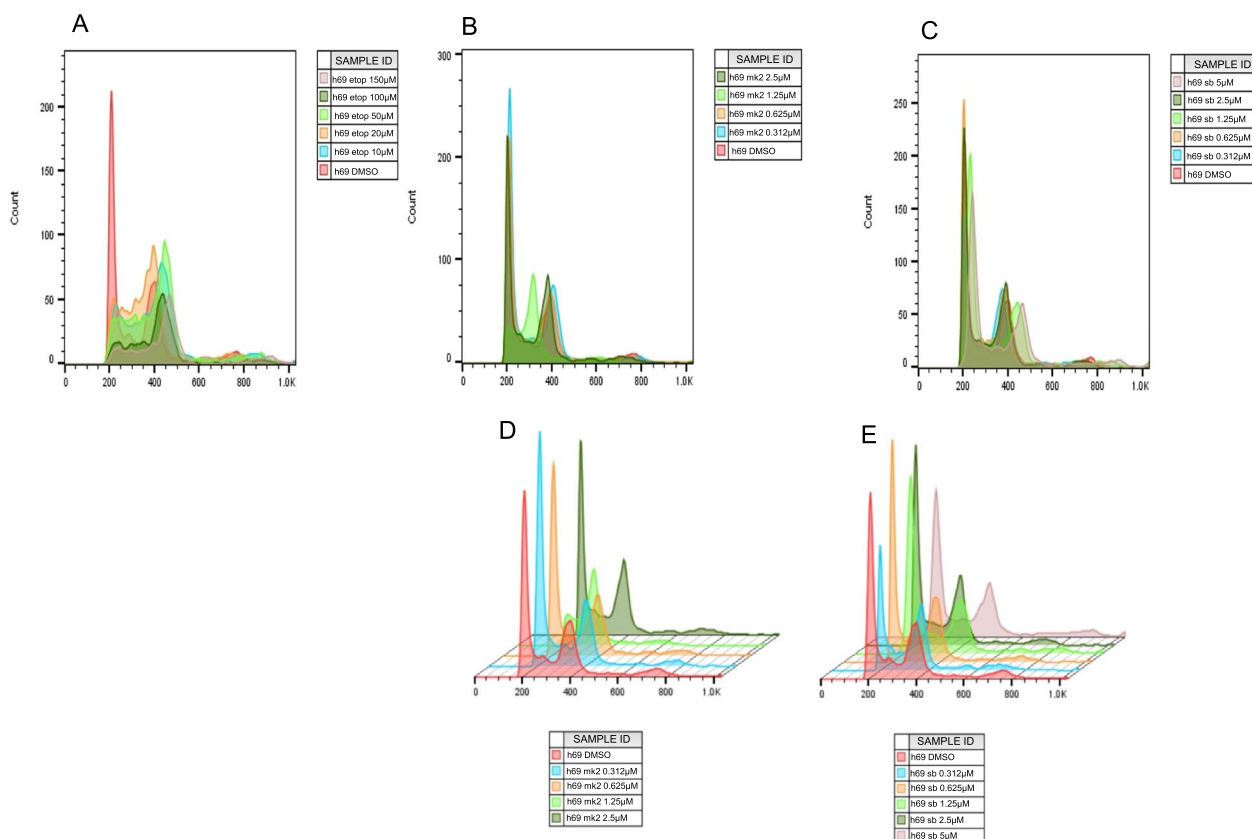 A
SAMPLE ID
h69 etop 150µM
h69 etop 100µM
h69 etop 50µM
h69 etop 20µM
h69 etop 10µM
h69 DMSO
Count
200
150
100
50
0
0 200 400 600 800 1.0K
B
SAMPLE ID
h69 mk2 2.5µM
h69 mk2 1.25µM
h69 mk2 0.625µM
h69 mk2 0.312µM
h69 DMSO
Count
300
200
100
0
0 200 400 600 800 1.0K
C
SAMPLE ID
h69 sb 5µM
h69 sb 2.5µM
h69 sb 1.25µM
h69 sb 0.625µM
h69 sb 0.312µM
h69 DMSO
Count
250
200
150
100
50
0
0 200 400 600 800 1.0K
D
0 200 400 600 800 1.0K
SAMPLE ID
h69 DMSO
h69 mk2 0.312µM
h69 mk2 0.625µM
h69 mk2 1.25µM
h69 mk2 2.5µM
E
0 200 400 600 800 1.0K
SAMPLE ID
h69 DMSO
h69 sb 0.312µM
h69 sb 0.625µM
h69 sb 1.25µM
h69 sb 2.5µM
h69 sb 5µM